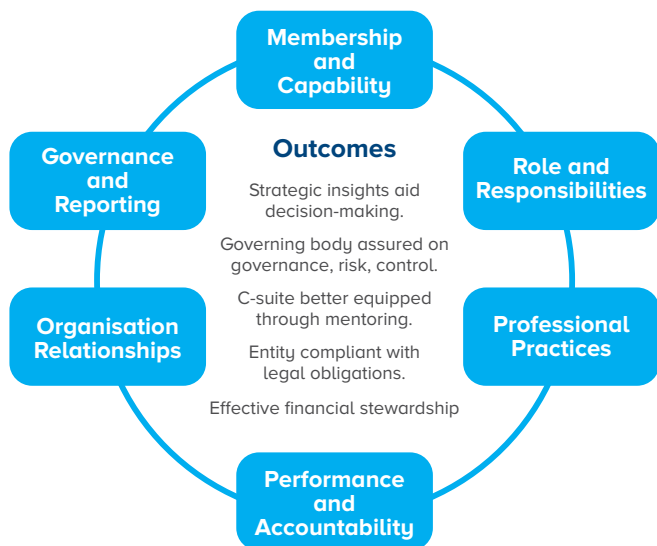 Membership
and
Capability
Governance
and
Reporting
Outcomes
Role and
Responsibilities
Strategic insights aid
decision-making.
Governing body assured on
governance, risk, control.
C-suite better equipped
through mentoring.
Organisation
Relationships
Professional
Practices
Entity compliant with
legal obligations.
Effective financial stewardship
Performance
and
Accountability